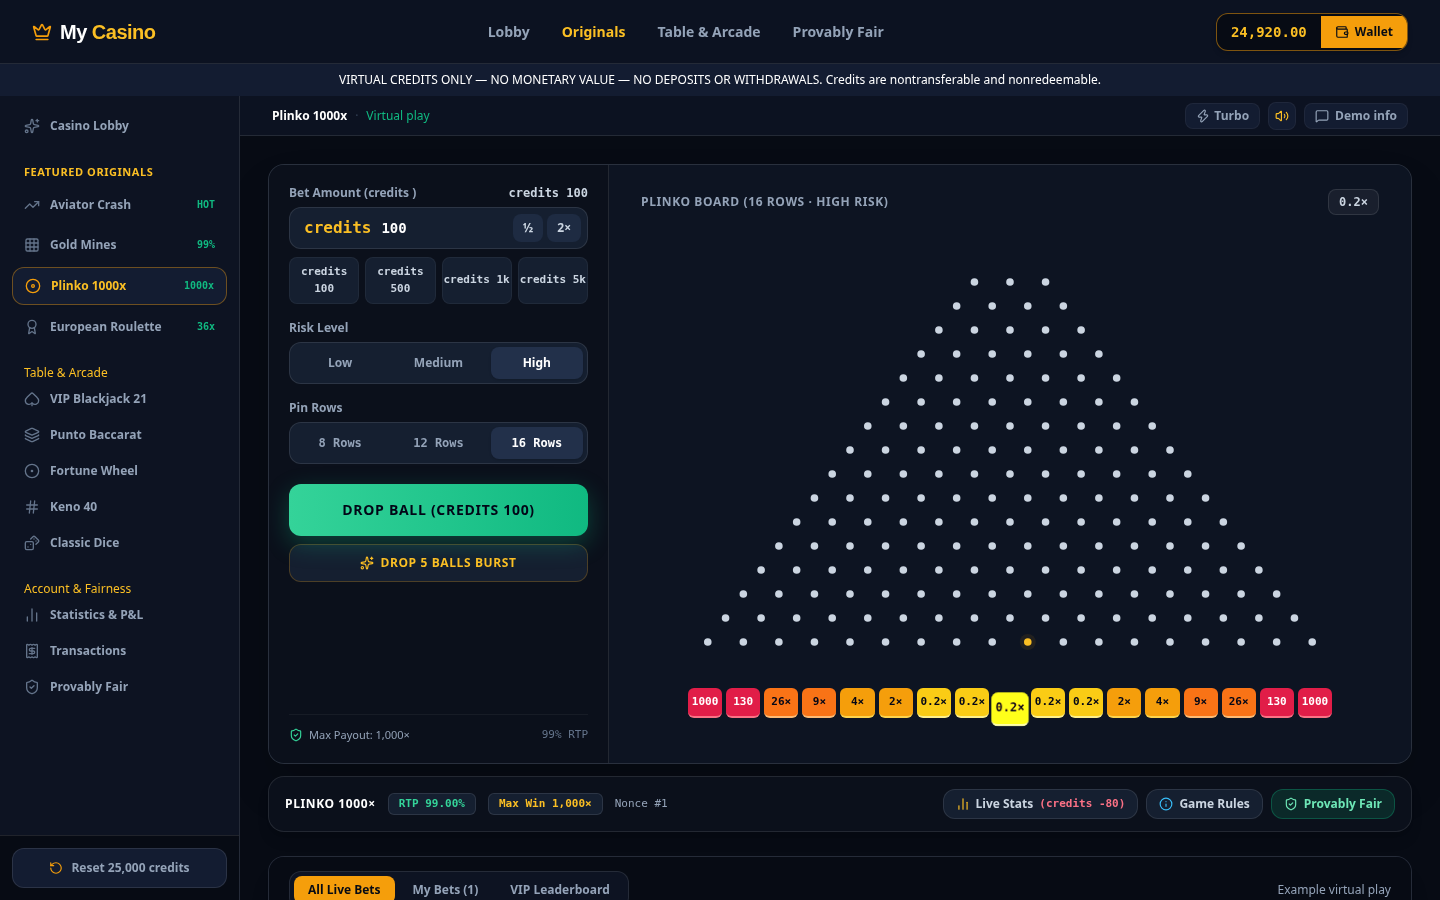 My Casino
Lobby
Originals
Table & Arcade
Provably Fair
24,920.00
Wallet
VIRTUAL CREDITS ONLY — NO MONETARY VALUE — NO DEPOSITS OR WITHDRAWALS. Credits are nontransferable and nonredeemable.
Casino Lobby
FEATURED ORIGINALS
Aviator Crash HOT
Gold Mines 99%
Plinko 1000x 1000x
European Roulette 36x
Table & Arcade
VIP Blackjack 21
Punto Baccarat
Fortune Wheel
Keno 40
Classic Dice
Account & Fairness
Statistics & P&L
Transactions
Provably Fair
Reset 25,000 credits
Plinko 1000x · Virtual play
Turbo
Demo info
Bet Amount (credits ) credits 100
credits 100 ½ 2×
credits 100
credits 500
credits 1k
credits 5k
Risk Level
Low Medium High
Pin Rows
8 Rows 12 Rows 16 Rows
DROP BALL (CREDITS 100)
DROP 5 BALLS BURST
Max Payout: 1,000× 99% RTP
PLINKO BOARD (16 ROWS · HIGH RISK) 0.2×
1000 130 26× 9× 4× 2× 0.2× 0.2× 0.2× 0.2× 0.2× 2× 4× 9× 26× 130 1000
PLINKO 1000× RTP 99.00% Max Win 1,000× Nonce #1
Live Stats (credits -80)
Game Rules
Provably Fair
All Live Bets My Bets (1) VIP Leaderboard
Example virtual play